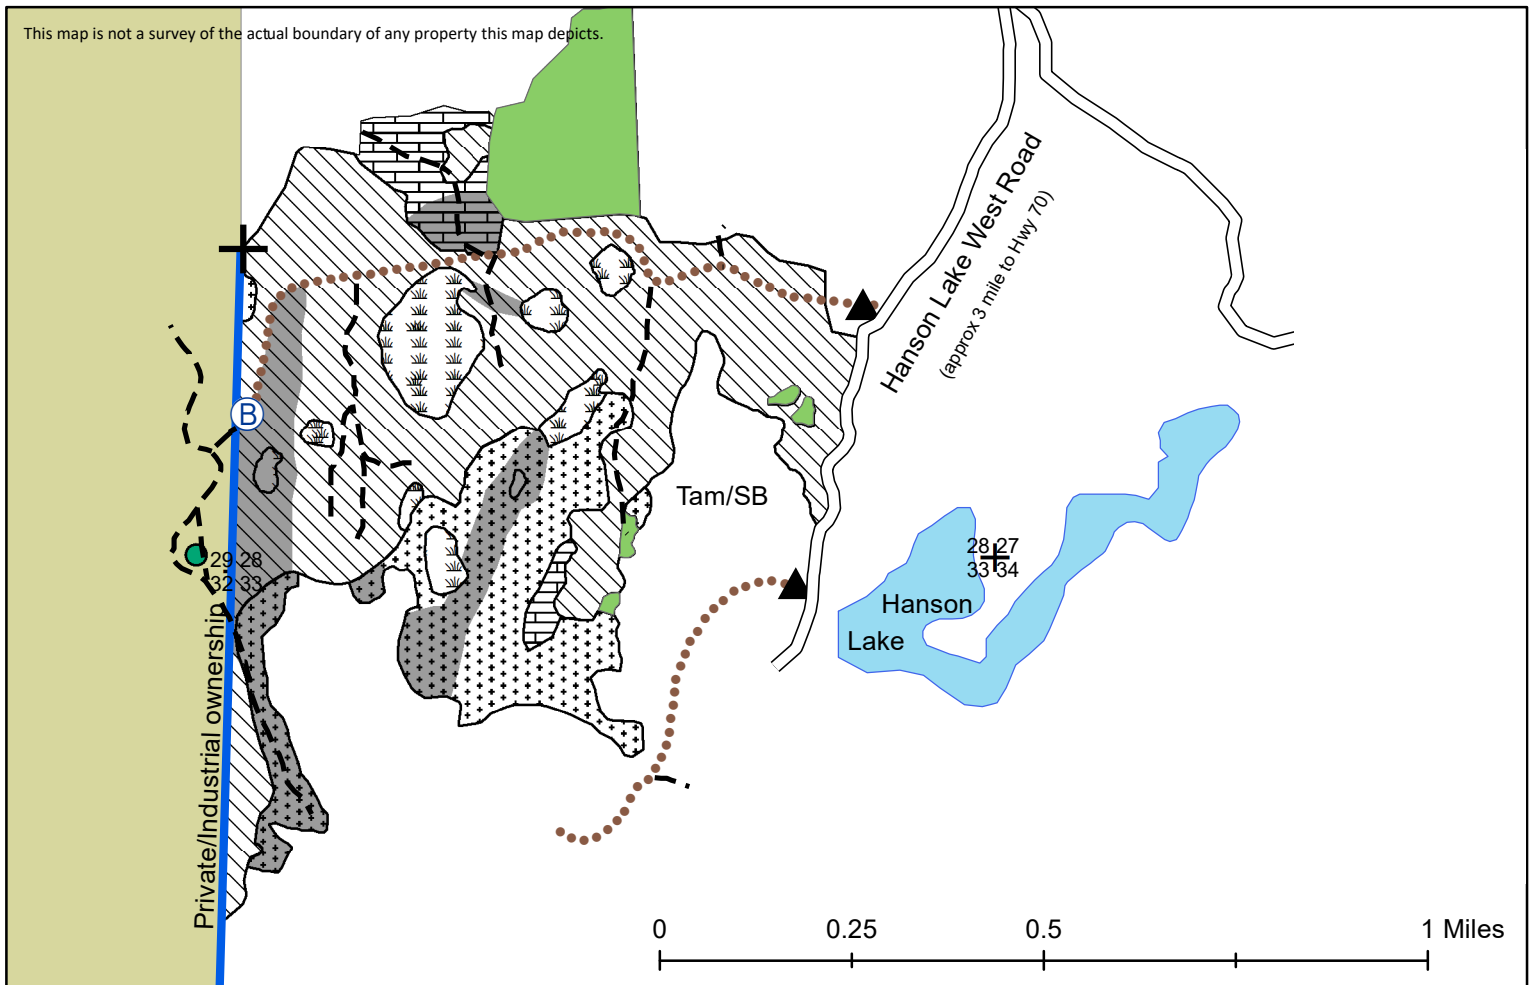 This map is not a survey of the actual boundary of any property this map depicts.
Hanson Lake West Road
(approx 3 mile to Hwy 70)
B
Tam/SB
29 28
32 33
28 27
33 34
Hanson
Lake
Private/Industrial ownership
0 0.25 0.5 1 Miles